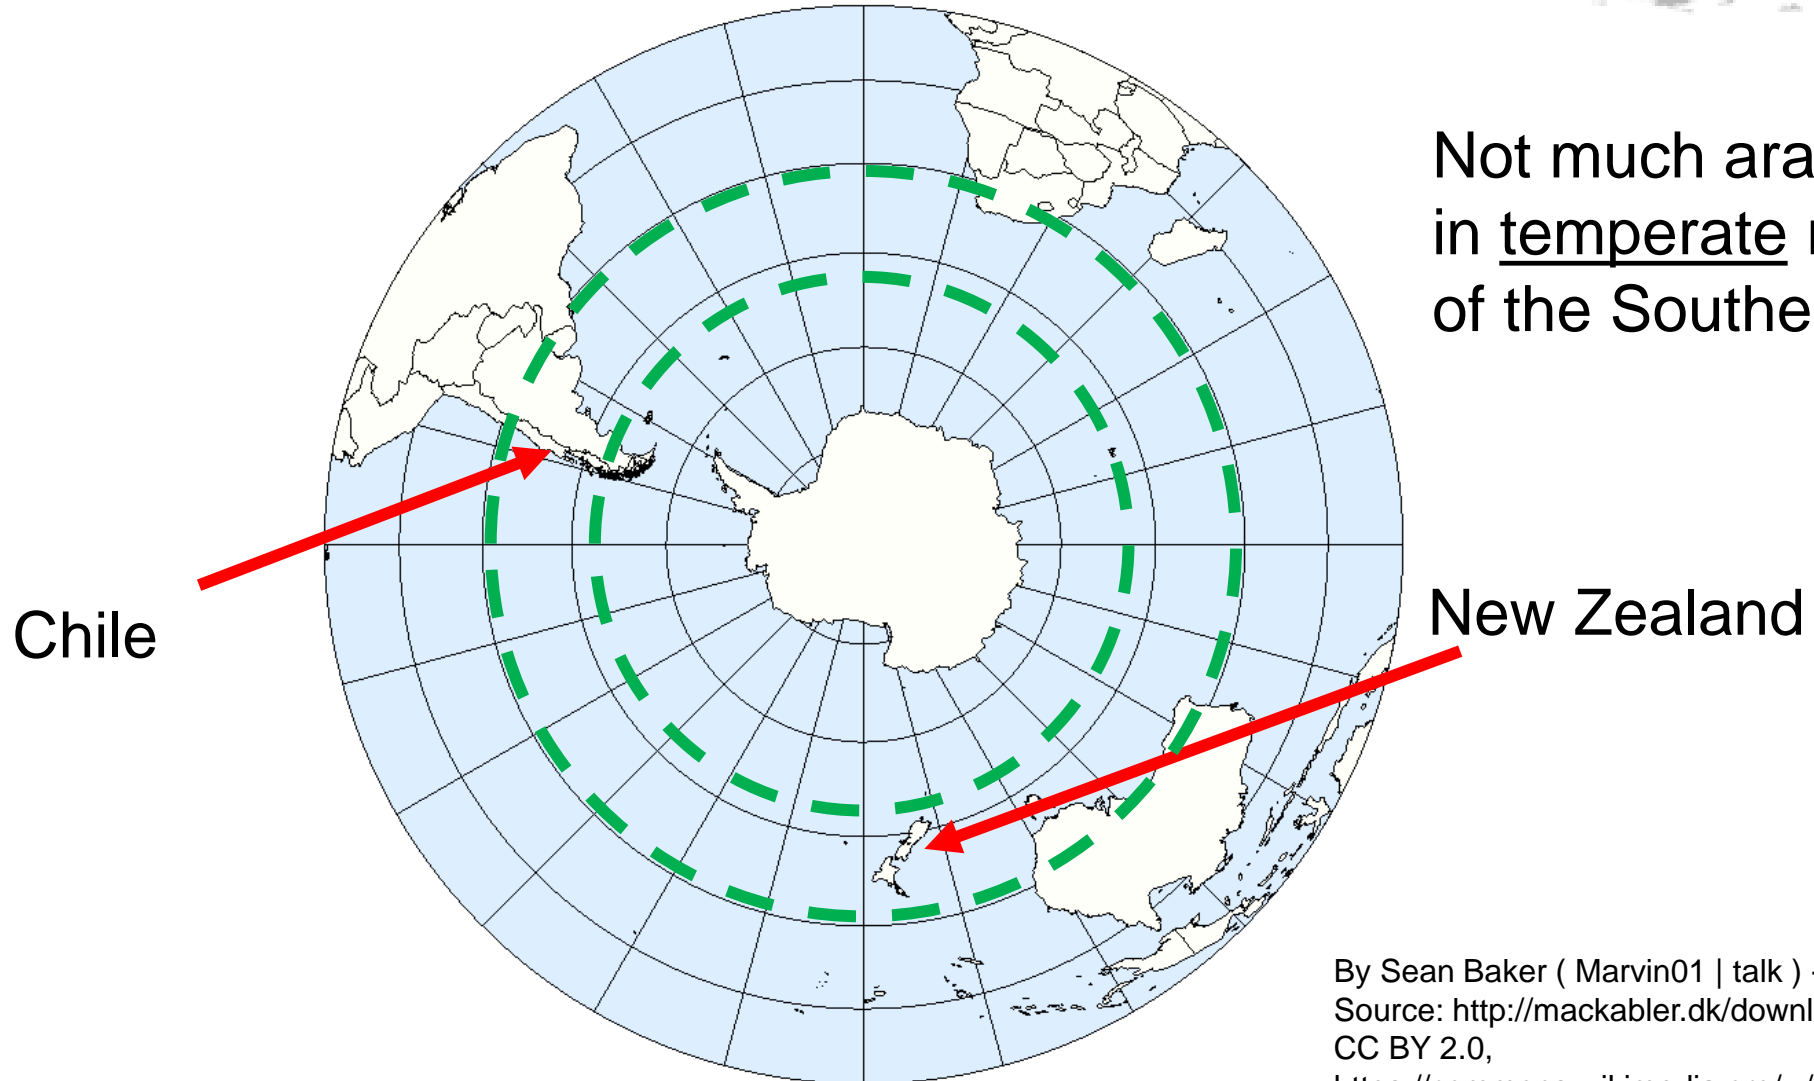 Not much ara
in temperate r
of the Southe
Chile
New Zealand
By Sean Baker ( Marvin01 | talk ) -
Source: http://mackabler.dk/downl
CC BY 2.0,